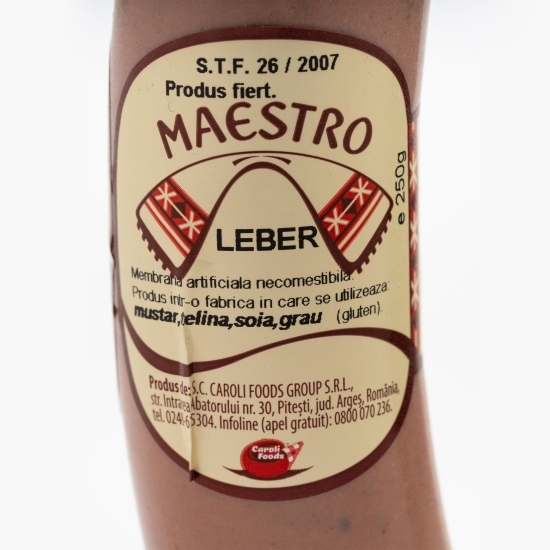 S.T.F. 26 / 2007
Produs fiert.
MAESTRO
LEBER
e 250g
Membrana artificiala necomestibila.
Produs intr-o fabrica in care se utilizeaza:
mustar,telina,soia,grau (gluten).
Produs de: S.C. CAROLI FOODS GROUP S.R.L.,
str. Intrarea Abatorului nr. 30, Pitești, jud. Argeș, România,
Infoline (apel gratuit): 0800 070 236.
Caroli
Foods